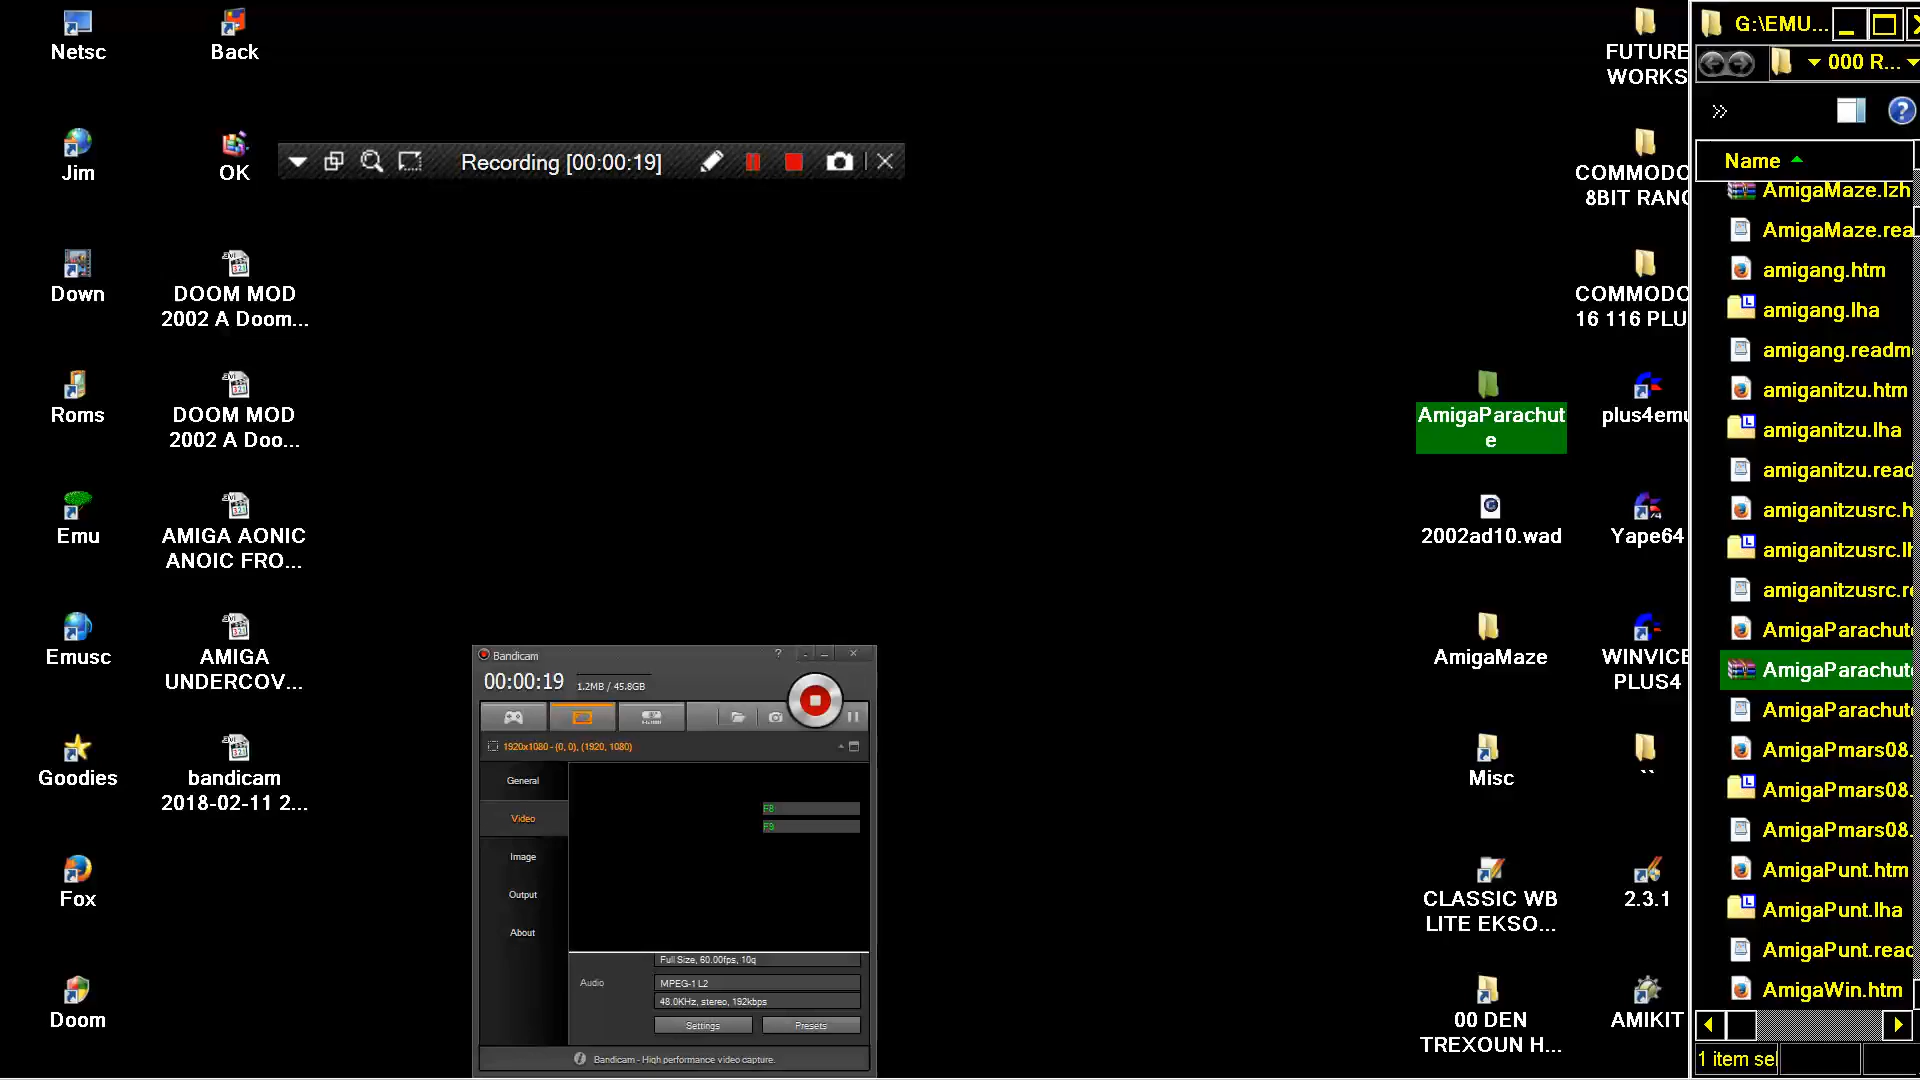 Netsc
Back
Jim
OK
Down
DOOM MOD
2002 A Doom...
Roms
DOOM MOD
2002 A Doo...
Emu
AMIGA AONIC
ANOIC FRO...
Emusc
AMIGA
UNDERCOV...
Goodies
bandicam
2018-02-11 2...
Fox
Doom
Recording [00:00:19]
Bandicam
?
00:00:19
1.2MB / 45.8GB
1920x1080 - (0, 0), (1920, 1080)
General
Video
Image
Output
About
F8
F9
Full Size, 60.00fps, 10q
Audio
MPEG-1 L2
48.0KHz, stereo, 192kbps
Settings
Presets
Bandicam - High performance video capture.
AmigaParachut
e
2002ad10.wad
AmigaMaze
Misc
CLASSIC WB
LITE EKSO...
00 DEN
TREXOUN H...
FUTURE
WORKS
COMMODO
8BIT RANG
COMMODO
16 116 PLU
plus4emu
Yape64
WINVICE
PLUS4
``
2.3.1
AMIKIT
G:\EMU...
000 R...
Name
AmigaMaze.lzh
AmigaMaze.rea
amigang.htm
amigang.lha
amigang.readm
amiganitzu.htm
amiganitzu.lha
amiganitzu.read
amiganitzusrc.h
amiganitzusrc.lh
amiganitzusrc.re
AmigaParachute
AmigaParachute
AmigaParachute
AmigaPmars08.
AmigaPmars08.
AmigaPmars08.
AmigaPunt.htm
AmigaPunt.lha
AmigaPunt.read
AmigaWin.htm
1 item sel